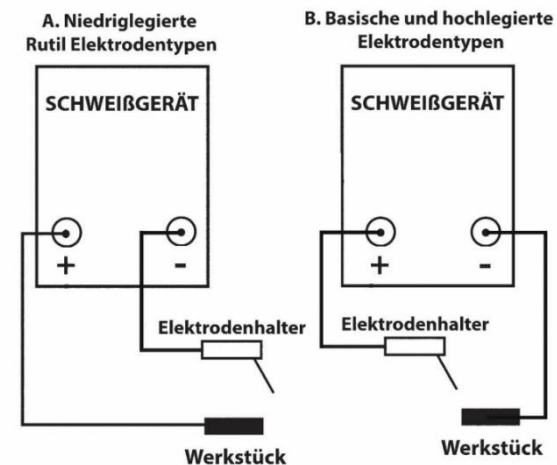 A. Niedriglegierte
Rutil Elektrodentypen
SCHWEIßGERÄT
+ -
Elektrodenhalter
Werkstück
B. Basische und hochlegierte
Elektrodentypen
SCHWEIßGERÄT
+ -
Elektrodenhalter
Werkstück